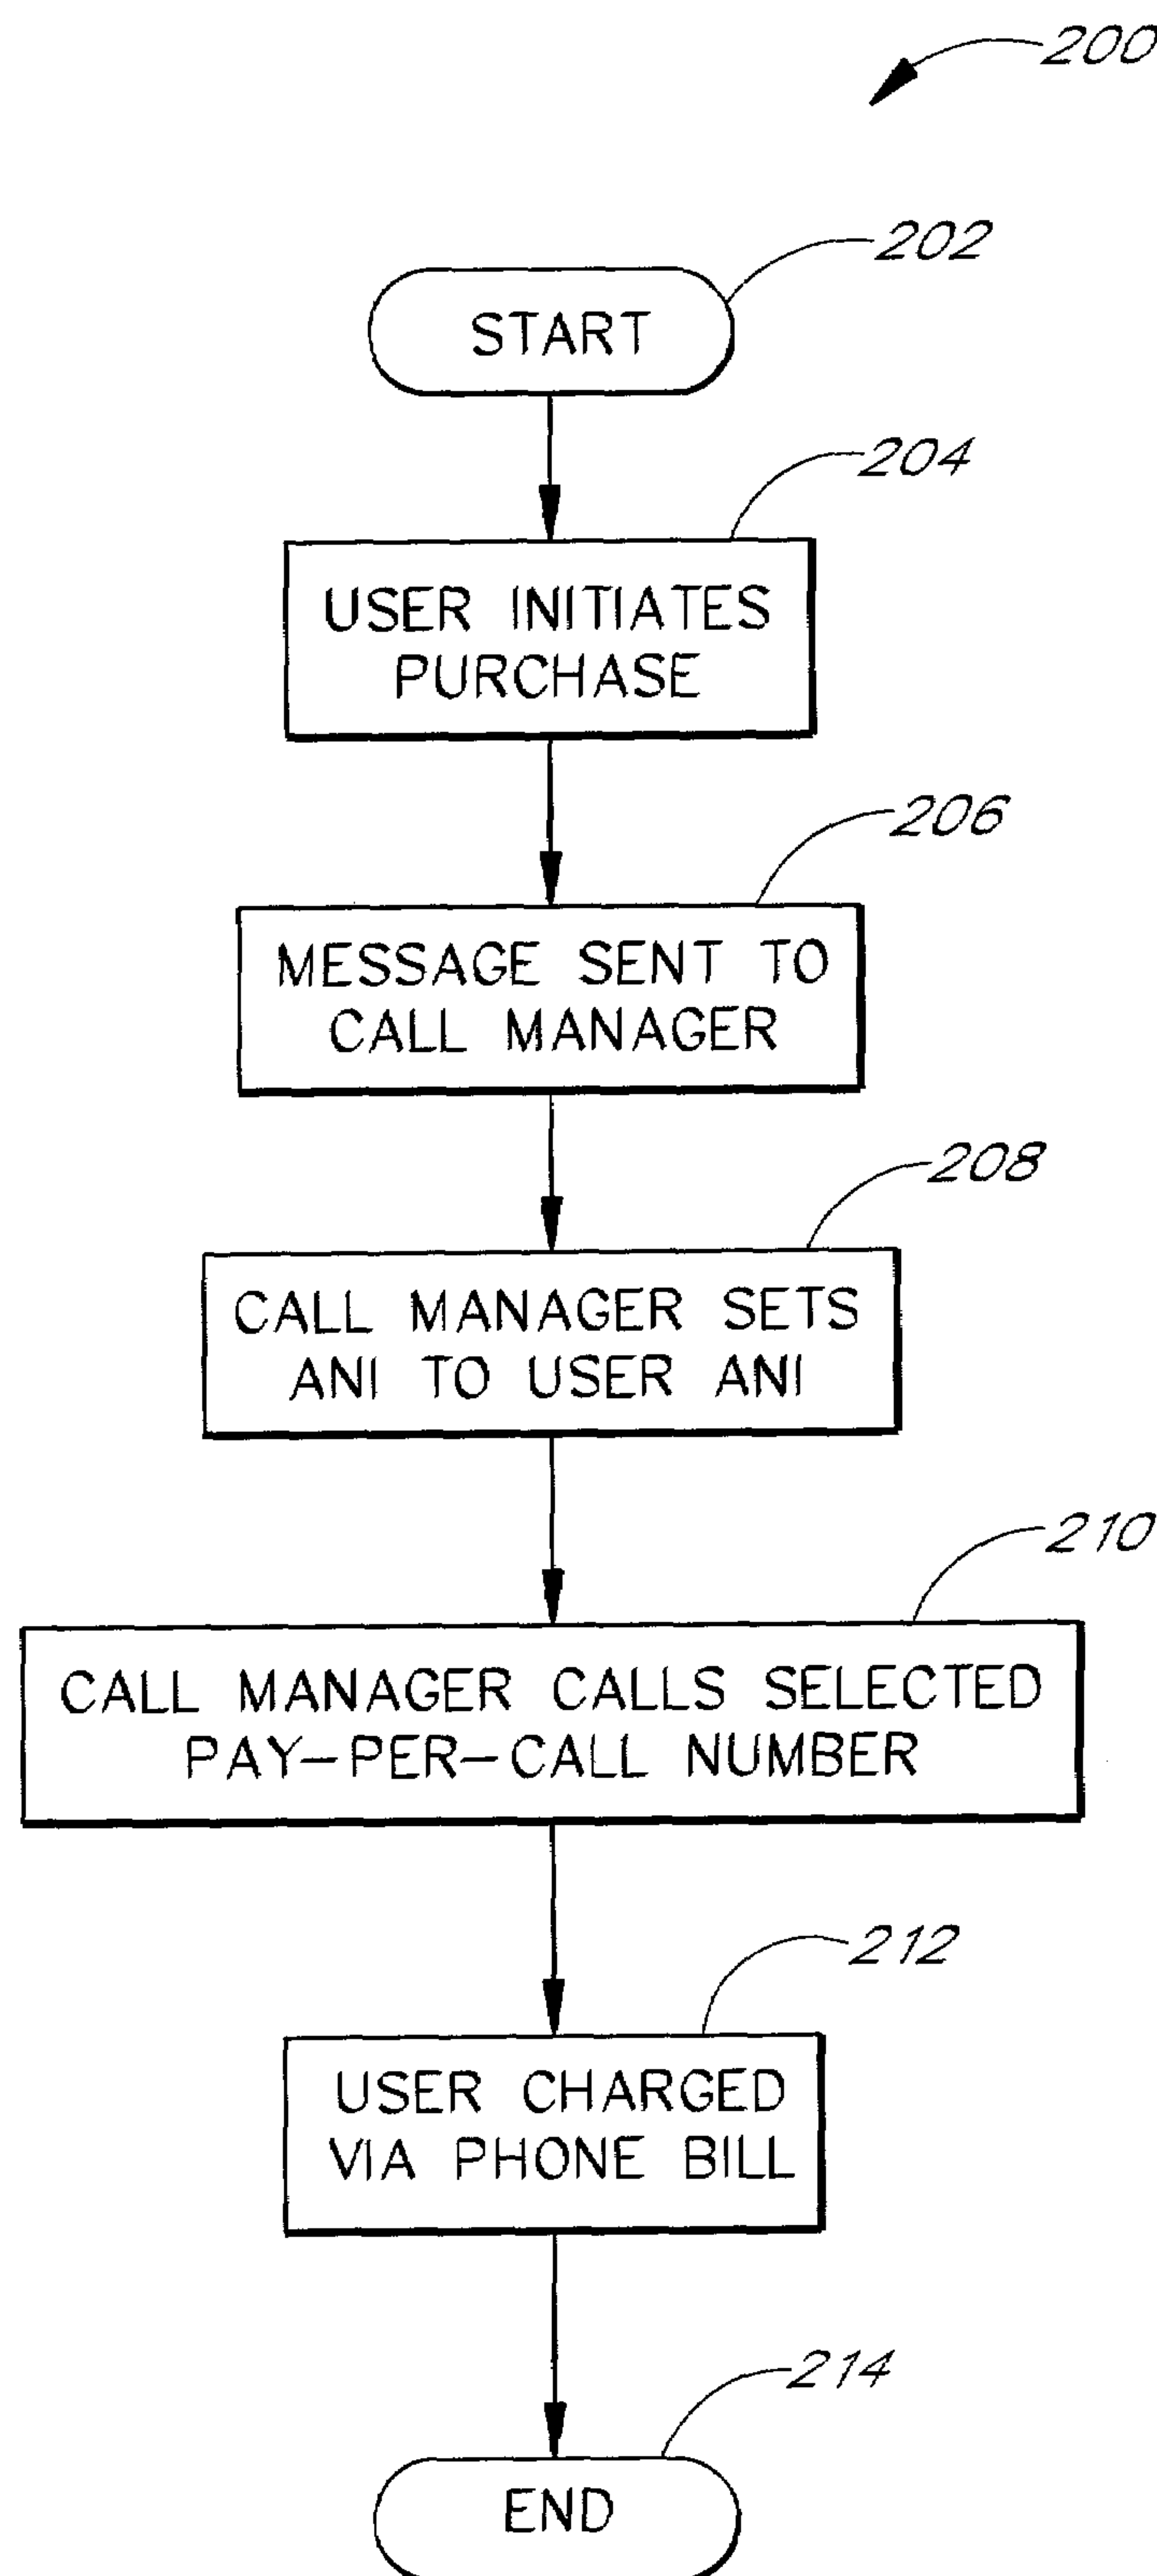 200
202
START
204
USER INITIATES
PURCHASE
206
MESSAGE SENT TO
CALL MANAGER
208
CALL MANAGER SETS
ANI TO USER ANI
210
CALL MANAGER CALLS SELECTED
PAY-PER-CALL NUMBER
212
USER CHARGED
VIA PHONE BILL
214
END